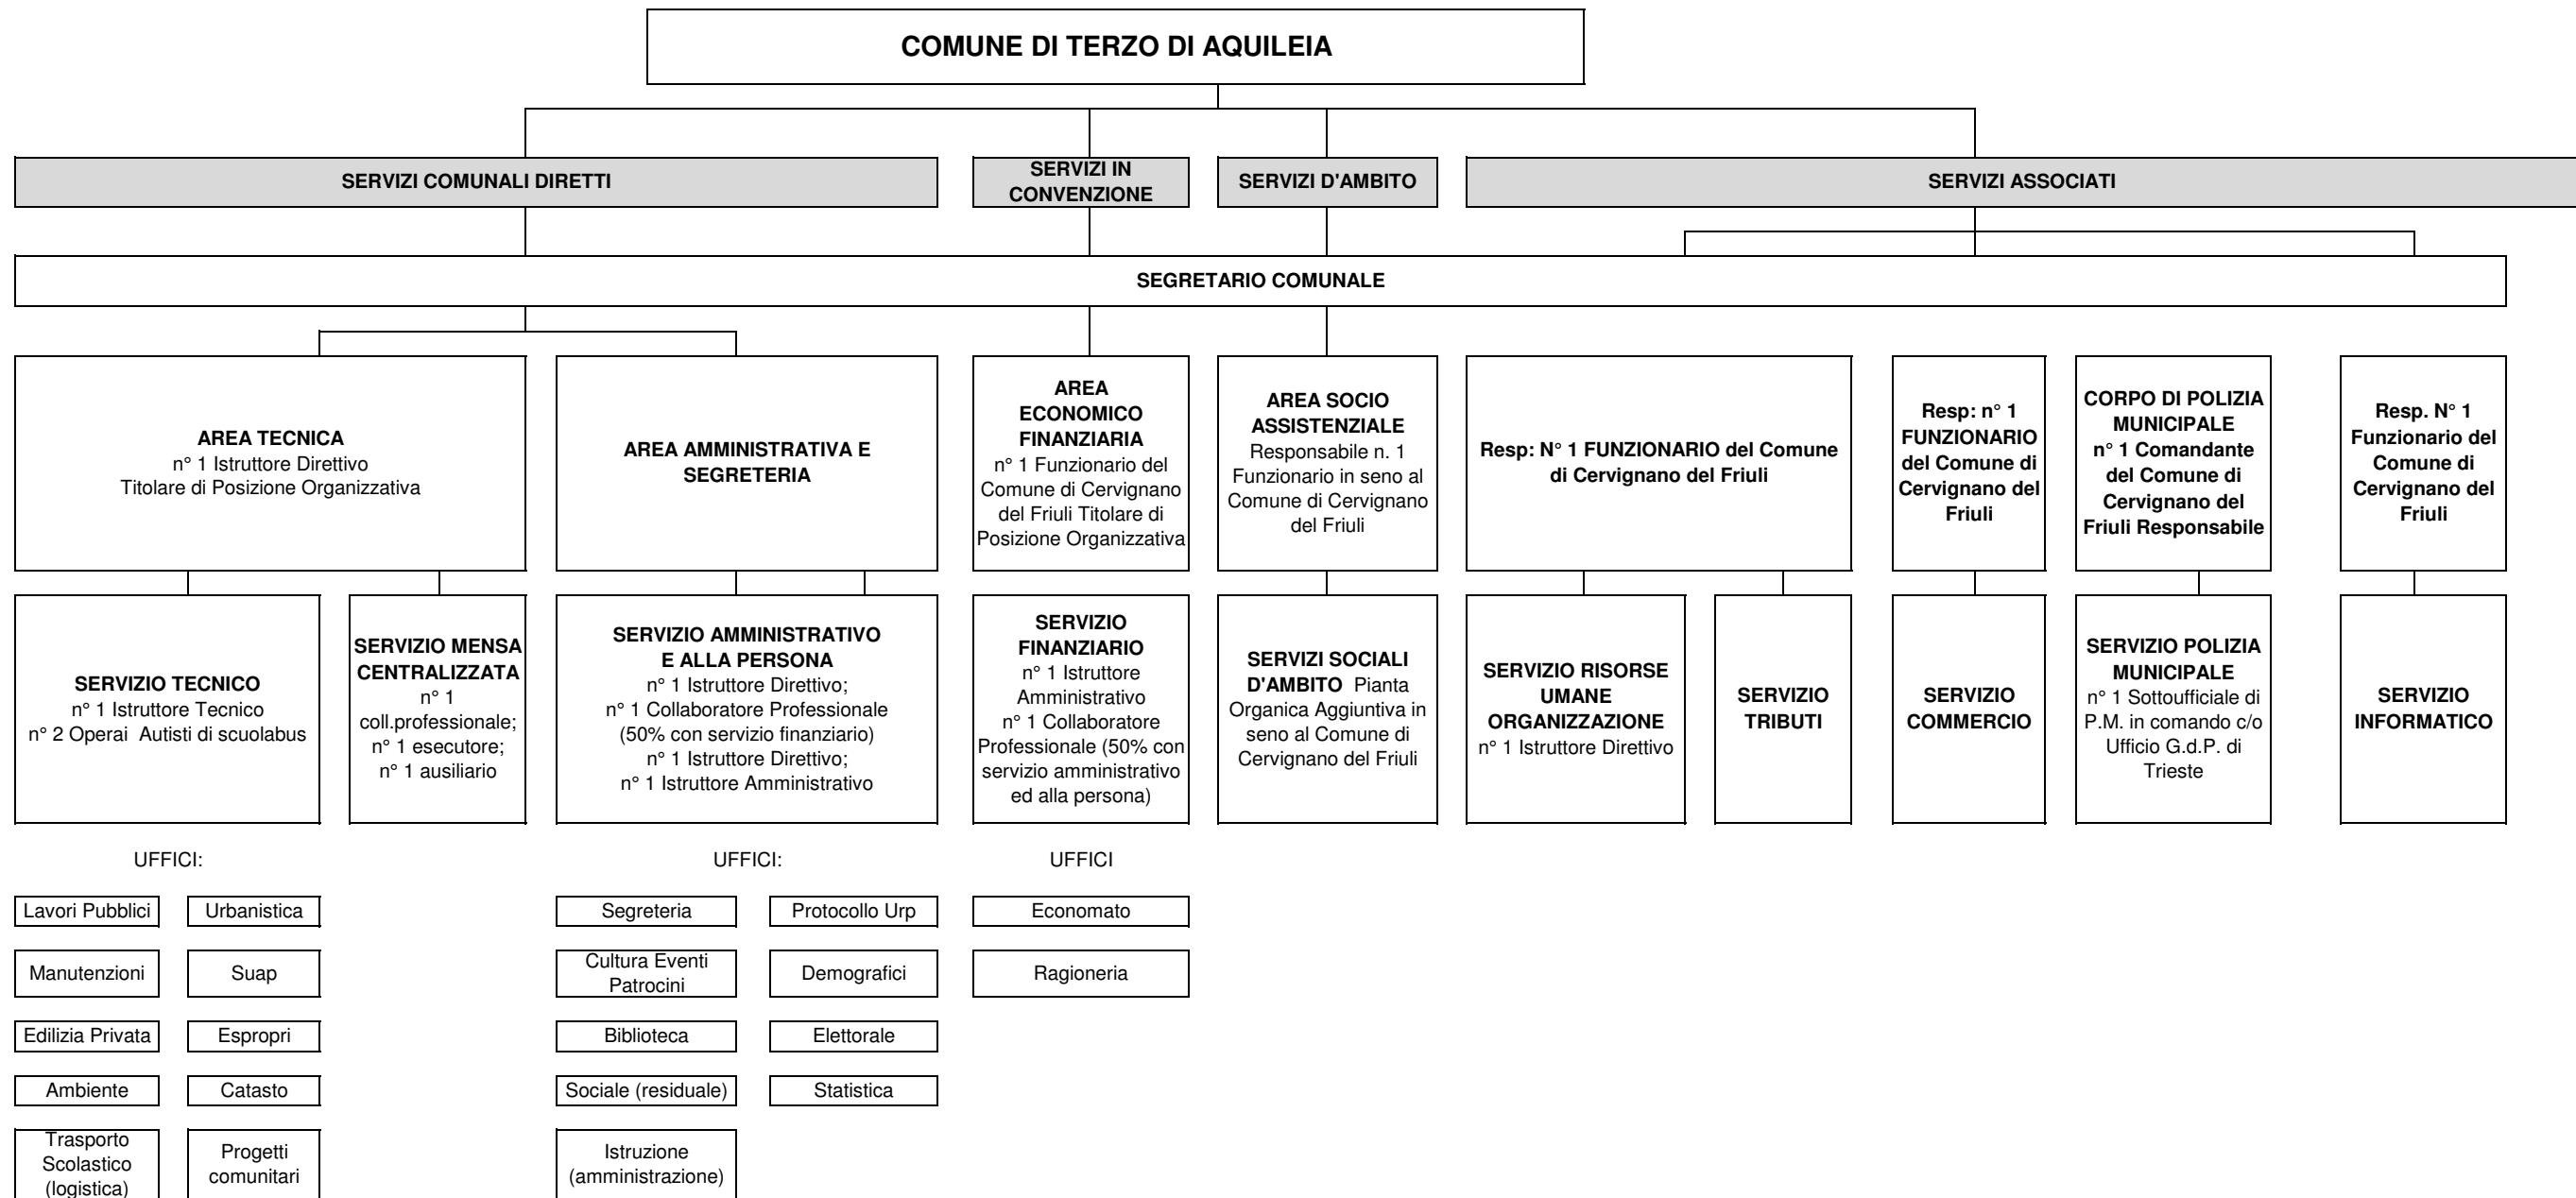 COMUNE DI TERZO DI AQUILEIA
SERVIZI COMUNALI DIRETTI
SERVIZI IN
CONVENZIONE
SERVIZI D'AMBITO
SERVIZI ASSOCIATI
SEGRETARIO COMUNALE
AREA TECNICA
n° 1 Istruttore Direttivo
Titolare di Posizione Organizzativa
AREA AMMINISTRATIVA E
SEGRETERIA
AREA
ECONOMICO
FINANZIARIA
n° 1 Funzionario del
Comune di Cervignano
del Friuli Titolare di
Posizione Organizzativa
AREA SOCIO
ASSISTENZIALE
Responsabile n. 1
Funzionario in seno al
Comune di Cervignano
del Friuli
Resp: N° 1 FUNZIONARIO del Comune
di Cervignano del Friuli
Resp: n° 1
FUNZIONARIO
del Comune di
Cervignano del
Friuli
CORPO DI POLIZIA
MUNICIPALE
n° 1 Comandante
del Comune di
Cervignano del
Friuli Responsabile
Resp. N° 1
Funzionario del
Comune di
Cervignano del
Friuli
SERVIZIO TECNICO
n° 1 Istruttore Tecnico
n° 2 Operai  Autisti di scuolabus
SERVIZIO MENSA
CENTRALIZZATA
n° 1
coll.professionale;
n° 1 esecutore;
n° 1 ausiliario
SERVIZIO AMMINISTRATIVO
E ALLA PERSONA
n° 1 Istruttore Direttivo;
n° 1 Collaboratore Professionale
(50% con servizio finanziario)
n° 1 Istruttore Direttivo;
n° 1 Istruttore Amministrativo
SERVIZIO
FINANZIARIO
n° 1 Istruttore
Amministrativo
n° 1 Collaboratore
Professionale (50% con
servizio amministrativo
ed alla persona)
SERVIZI SOCIALI
D'AMBITO  Pianta
Organica Aggiuntiva in
seno al Comune di
Cervignano del Friuli
SERVIZIO RISORSE
UMANE
ORGANIZZAZIONE
n° 1 Istruttore Direttivo
SERVIZIO
TRIBUTI
SERVIZIO
COMMERCIO
SERVIZIO POLIZIA
MUNICIPALE
n° 1 Sottoufficiale di
P.M. in comando c/o
Ufficio G.d.P. di
Trieste
SERVIZIO
INFORMATICO
UFFICI:
UFFICI:
UFFICI
Lavori Pubblici
Urbanistica
Segreteria
Protocollo Urp
Economato
Manutenzioni
Suap
Cultura Eventi
Patrocini
Demografici
Ragioneria
Edilizia Privata
Espropri
Biblioteca
Elettorale
Ambiente
Catasto
Sociale (residuale)
Statistica
Trasporto
Scolastico
(logistica)
Progetti
comunitari
Istruzione
(amministrazione)